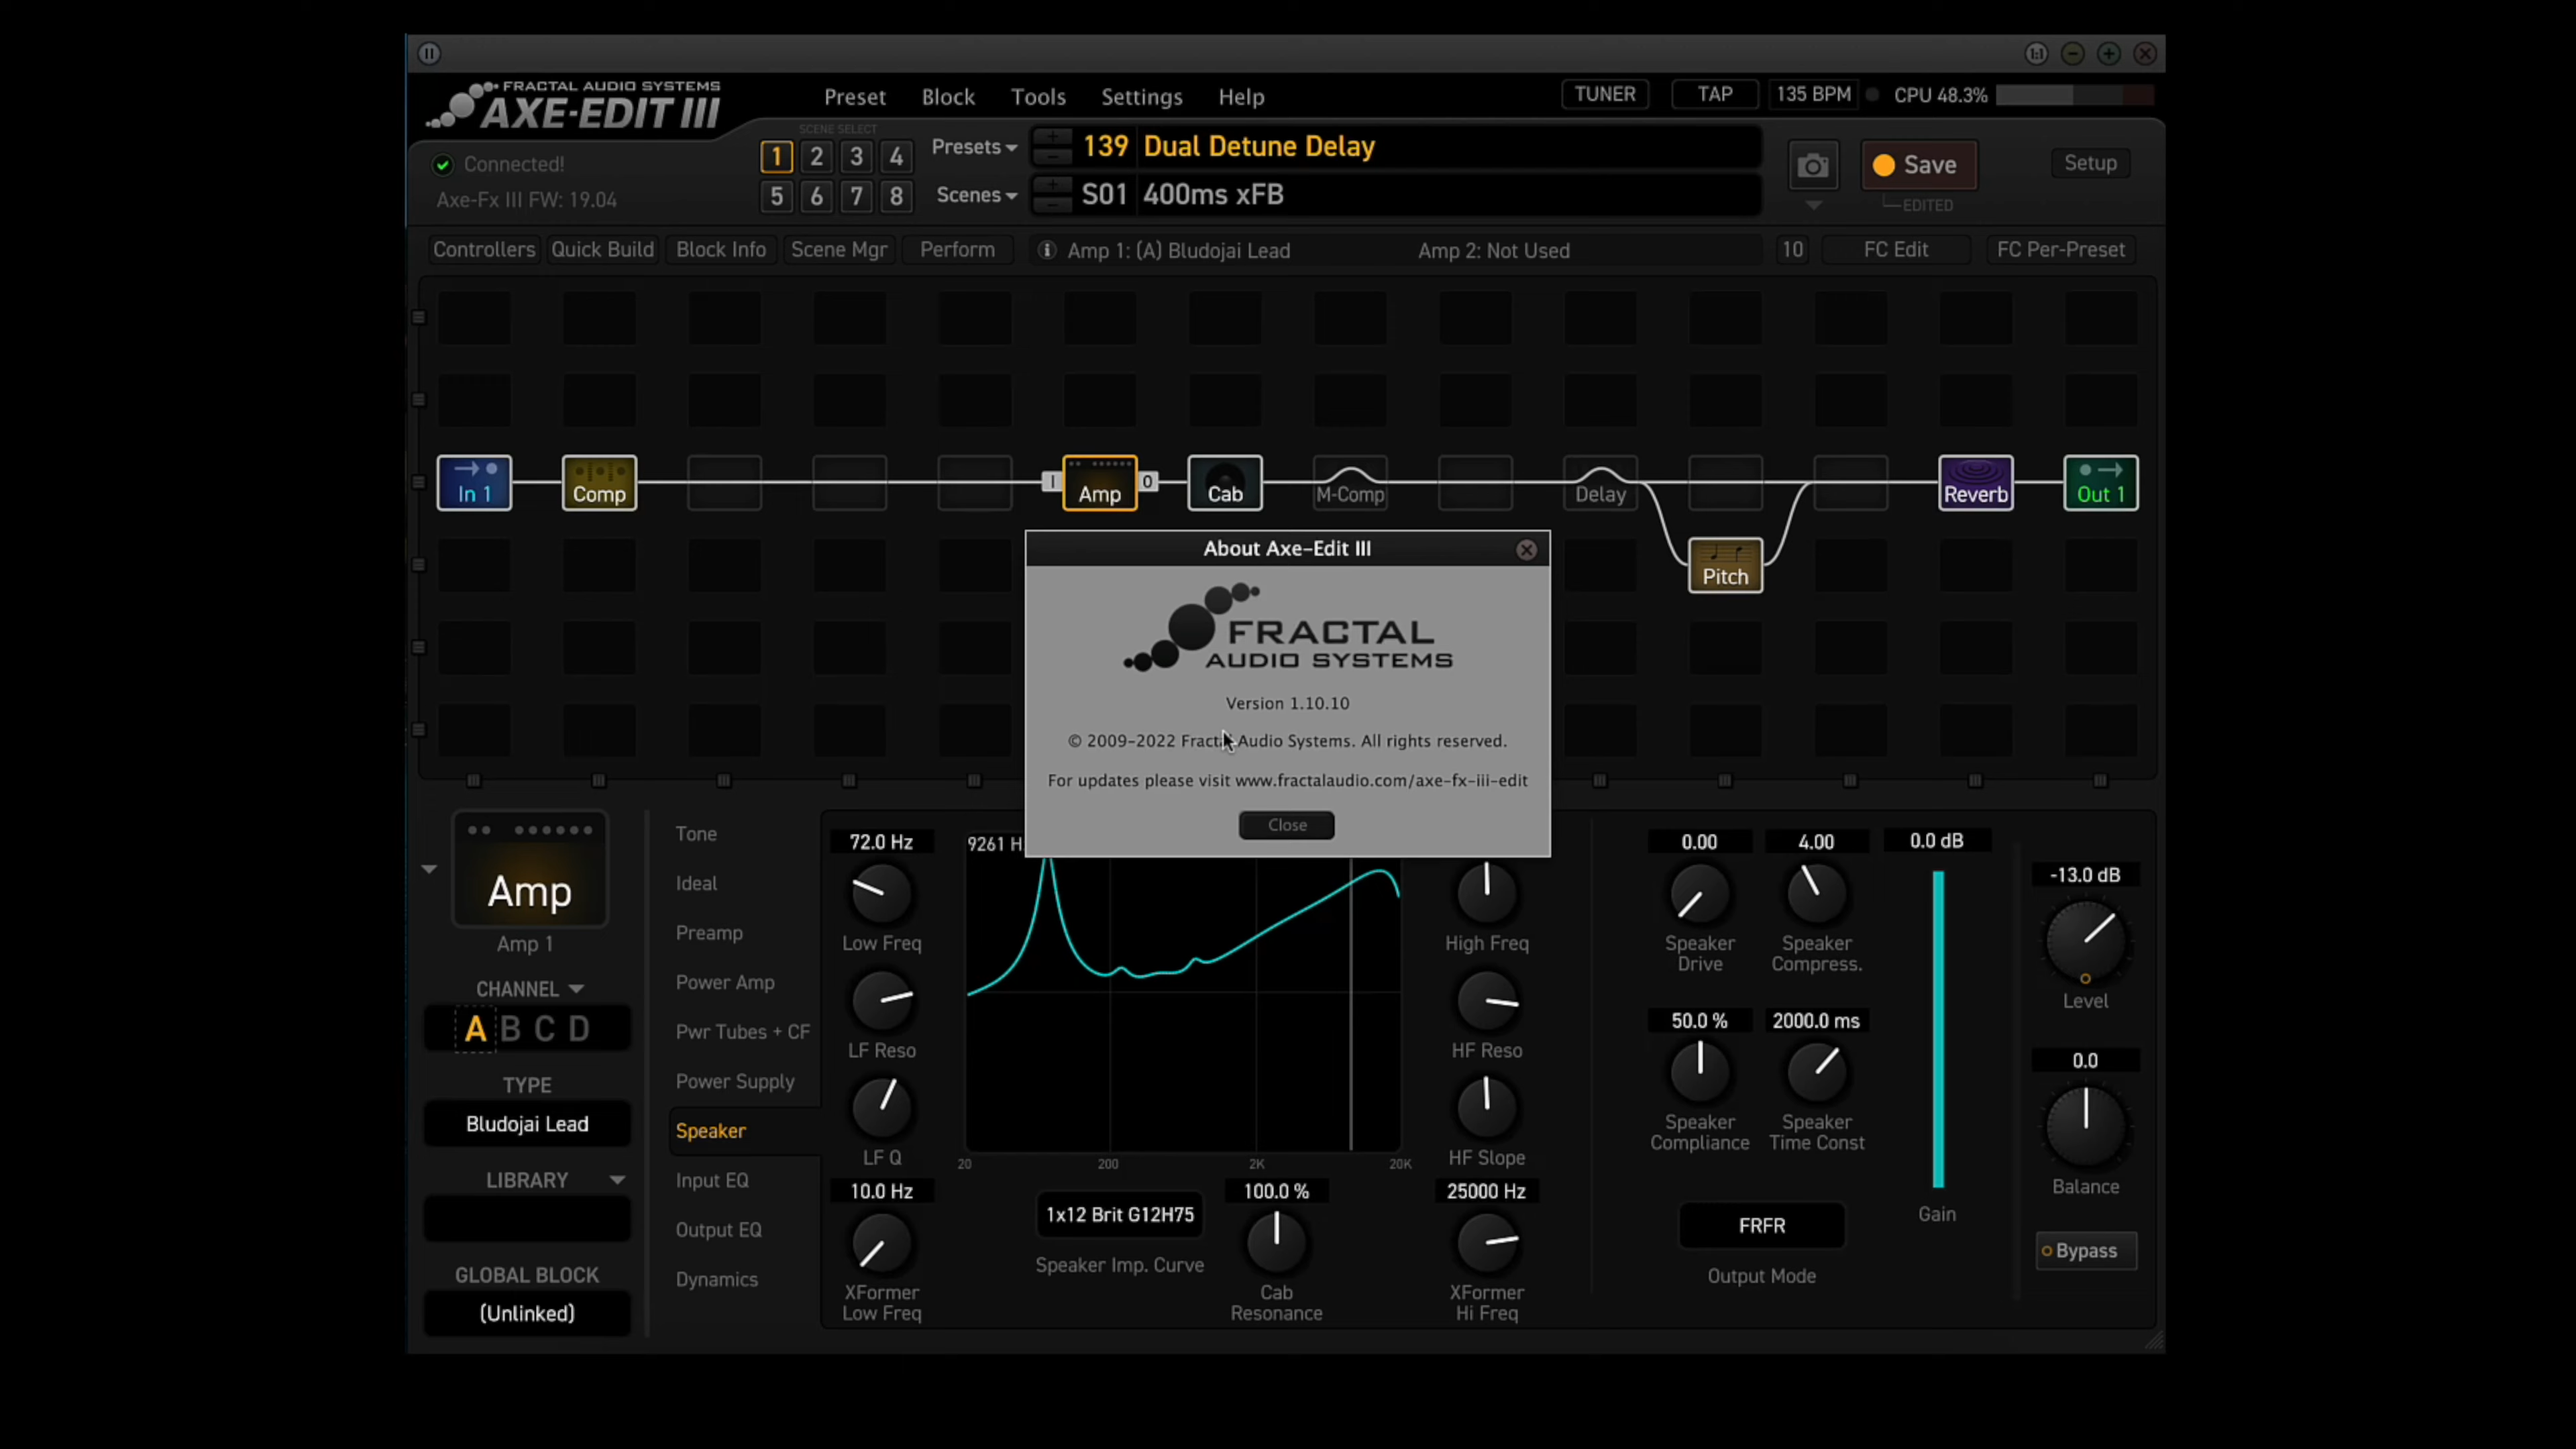 FRACTAL AUDIO SYSTEMS
AXE-EDIT III
Preset Block Tools Settings Help
TUNER TAP 135 BPM CPU 48.3%
SCENE SELECT
1 2 3 4
5 6 7 8
Connected!
Axe-Fx III FW: 19.04
Presets 139 Dual Detune Delay
Scenes S01 400ms xFB
Save
EDITED
Setup
Controllers Quick Build Block Info Scene Mgr Perform
Amp 1: (A) Bludojai Lead Amp 2: Not Used
10 FC Edit FC Per-Preset
In 1 Comp I Amp O Cab M-Comp Delay Reverb Out 1
Pitch
About Axe-Edit III
FRACTAL
AUDIO SYSTEMS
Version 1.10.10
© 2009-2022 Fractal Audio Systems. All rights reserved.
For updates please visit www.fractalaudio.com/axe-fx-iii-edit
Close
Amp
Amp 1
CHANNEL
A B C D
TYPE
Bludojai Lead
LIBRARY
GLOBAL BLOCK
(Unlinked)
Tone
Ideal
Preamp
Power Amp
Pwr Tubes + CF
Power Supply
Speaker
Input EQ
Output EQ
Dynamics
72.0 Hz
Low Freq
LF Reso
LF Q
10.0 Hz
XFormer
Low Freq
9261 H
20 200 2K 20K
1x12 Brit G12H75
Speaker Imp. Curve
100.0 %
Cab
Resonance
High Freq
HF Reso
HF Slope
25000 Hz
XFormer
Hi Freq
0.00
Speaker
Drive
4.00
Speaker
Compress.
50.0 %
Speaker
Compliance
2000.0 ms
Speaker
Time Const
FRFR
Output Mode
0.0 dB
Gain
-13.0 dB
Level
0.0
Balance
Bypass